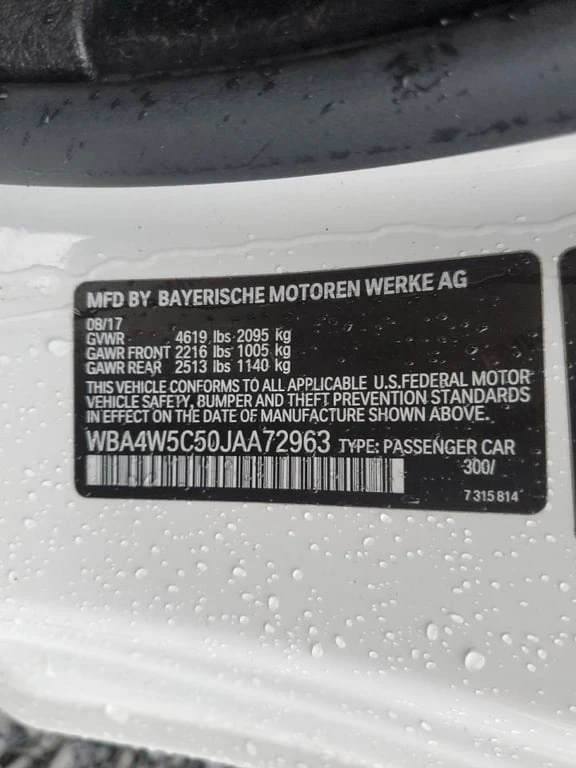 MFD BY BAYERISCHE MOTOREN WERKE AG
08/17
GVWR 4619 lbs 2095 kg
GAWR FRONT 2216 lbs 1005 kg
GAWR REAR 2513 lbs 1140 kg
THIS VEHICLE CONFORMS TO ALL APPLICABLE U.S.FEDERAL MOTOR
VEHICLE SAFETY, BUMPER AND THEFT PREVENTION STANDARDS
IN EFFECT ON THE DATE OF MANUFACTURE SHOWN ABOVE.
WBA4W5C50JAA72963 TYPE: PASSENGER CAR
300/
7 315 814